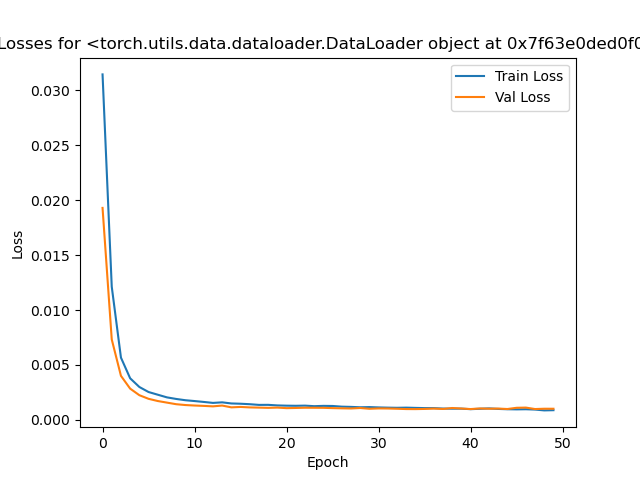 Losses for <torch.utils.data.dataloader.DataLoader object at 0x7f63e0ded0f0
Train Loss
Val Loss
0.030
0.025
0.020
0.015
0.010
0.005
0.000
Loss
0
10
20
30
40
50
Epoch